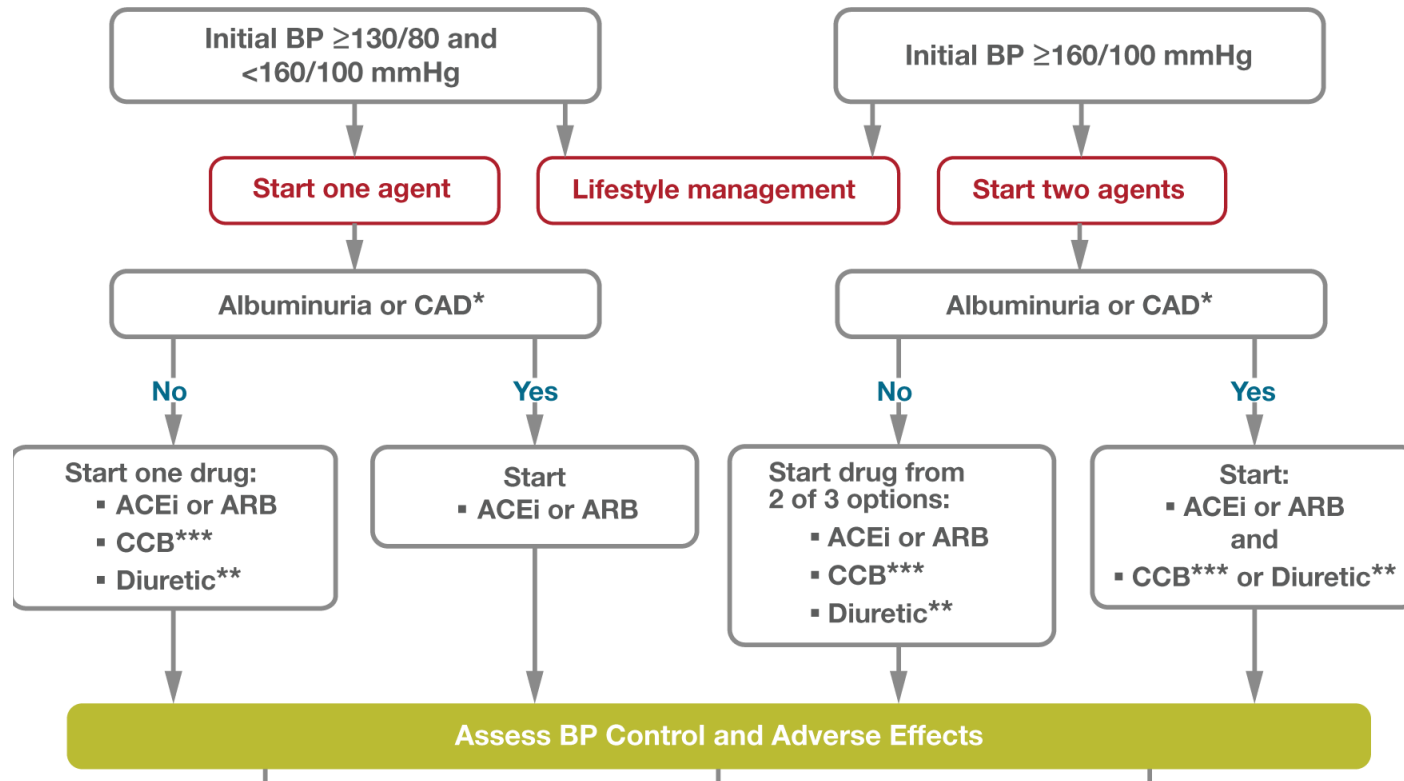 Initial BP ≥130/80 and
<160/100 mmHg
Initial BP ≥160/100 mmHg
Start one agent
Lifestyle management
Start two agents
Albuminuria or CAD*
Albuminuria or CAD*
No
Yes
No
Yes
Start one drug:
▪ ACEi or ARB
▪ CCB***
▪ Diuretic**
Start
▪ ACEi or ARB
Start drug from
2 of 3 options:
▪ ACEi or ARB
▪ CCB***
▪ Diuretic**
Start:
▪ ACEi or ARB
and
▪ CCB*** or Diuretic**
Assess BP Control and Adverse Effects